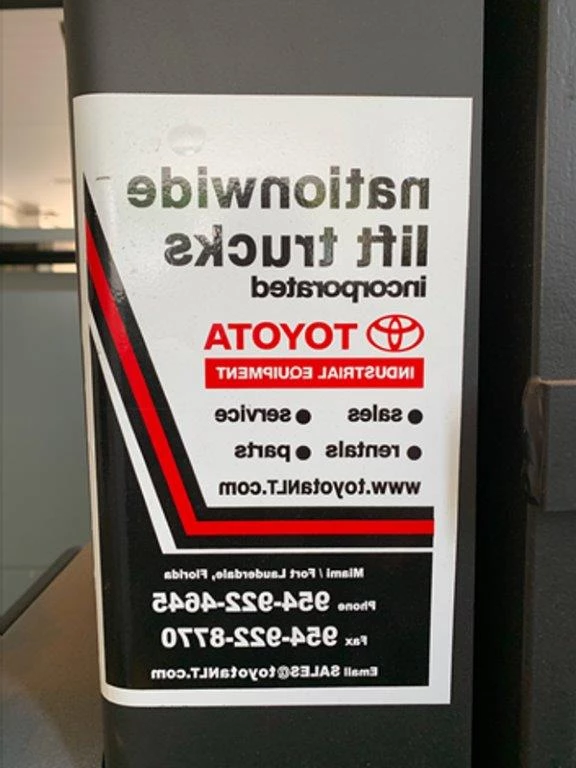 nationwide
lift trucks
incorporated
TOYOTA
INDUSTRIAL EQUIPMENT
● sales ● service
● rentals ● parts
www.toyotaNLT.com
Miami / Fort Lauderdale, Florida
Phone 954-922-4645
Fax 954-922-8770
Email SALES@toyotaNLT.com